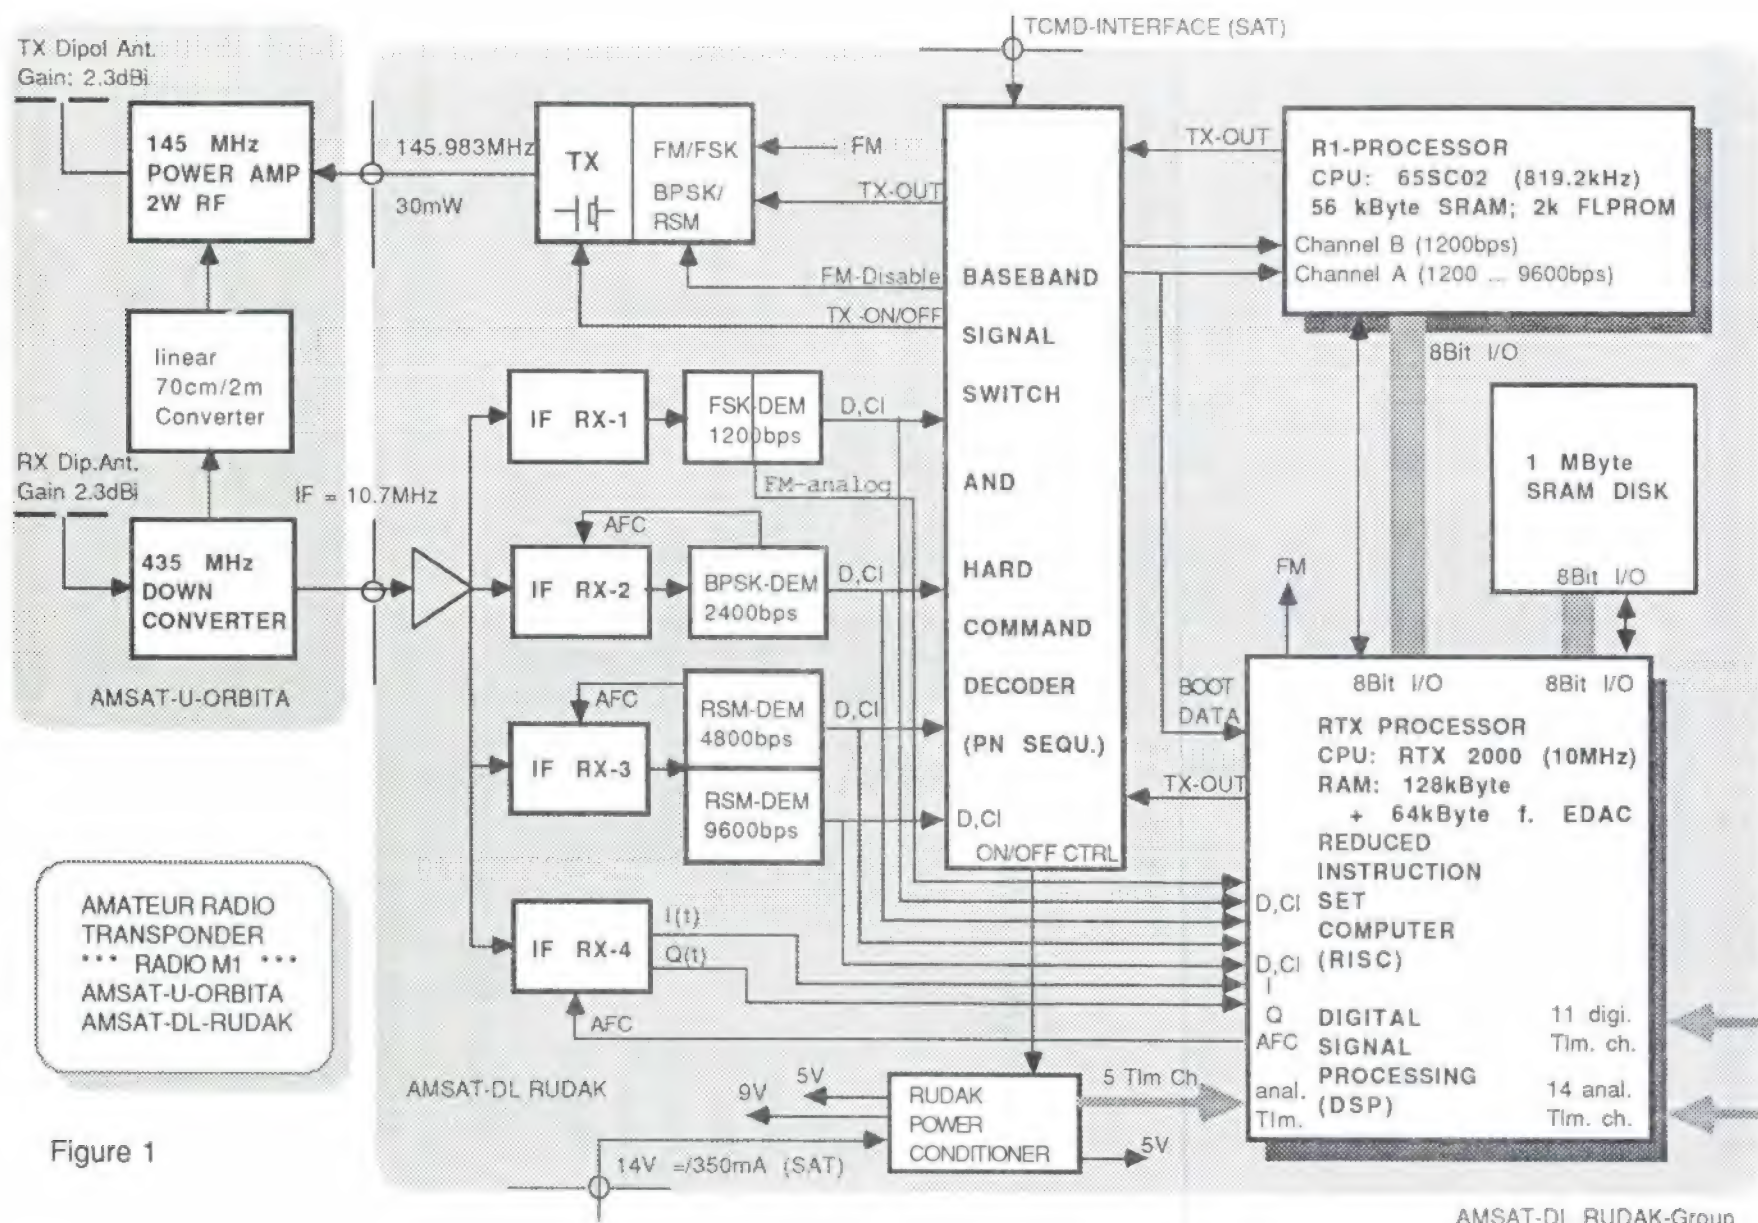 TX Dipol Ant.
Gain: 2.3dBi
145 MHz
POWER AMP
2W RF
linear
70cm/2m
Converter
RX Dip.Ant.
Gain 2.3dBi
435 MHz
DOWN
CONVERTER
AMSAT-U-ORBITA
IF = 10.7MHz
145.983MHz
30mW
TX
FM/FSK
BPSK/
RSM
FM
TX-OUT
FM-Disable
TX-ON/OFF
TCMD-INTERFACE (SAT)
IF RX-1
FSK-DEM
1200bps
D,Cl
FM-analog
AFC
IF RX-2
BPSK-DEM
2400bps
D,Cl
AFC
IF RX-3
RSM-DEM
4800bps
D,Cl
RSM-DEM
9600bps
D,Cl
IF RX-4
I(t)
Q(t)
AFC
BASEBAND
SIGNAL
SWITCH
AND
HARD
COMMAND
DECODER
(PN SEQU.)
ON/OFF CTRL
TX-OUT
R1-PROCESSOR
CPU: 65SC02 (819.2kHz)
56 kByte SRAM; 2k FLPROM
Channel B (1200bps)
Channel A (1200 ... 9600bps)
8Bit I/O
1 MByte
SRAM DISK
8Bit I/O
FM
BOOT
DATA
TX-OUT
8Bit I/O
8Bit I/O
RTX PROCESSOR
CPU: RTX 2000 (10MHz)
RAM: 128kByte
+ 64kByte f. EDAC
REDUCED
INSTRUCTION
D,Cl SET
COMPUTER
D,Cl (RISC)
I
Q DIGITAL
AFC SIGNAL
PROCESSING
(DSP)
anal.
Tlm.
11 digi.
Tlm. ch.
14 anal.
Tlm. ch.
AMSAT-DL RUDAK
5V
9V
RUDAK
POWER
CONDITIONER
5 Tlm Ch.
5V
14V =/350mA (SAT)
AMATEUR RADIO
TRANSPONDER
*** RADIO M1 ***
AMSAT-U-ORBITA
AMSAT-DL-RUDAK
Figure 1
AMSAT-DL RUDAK-Group